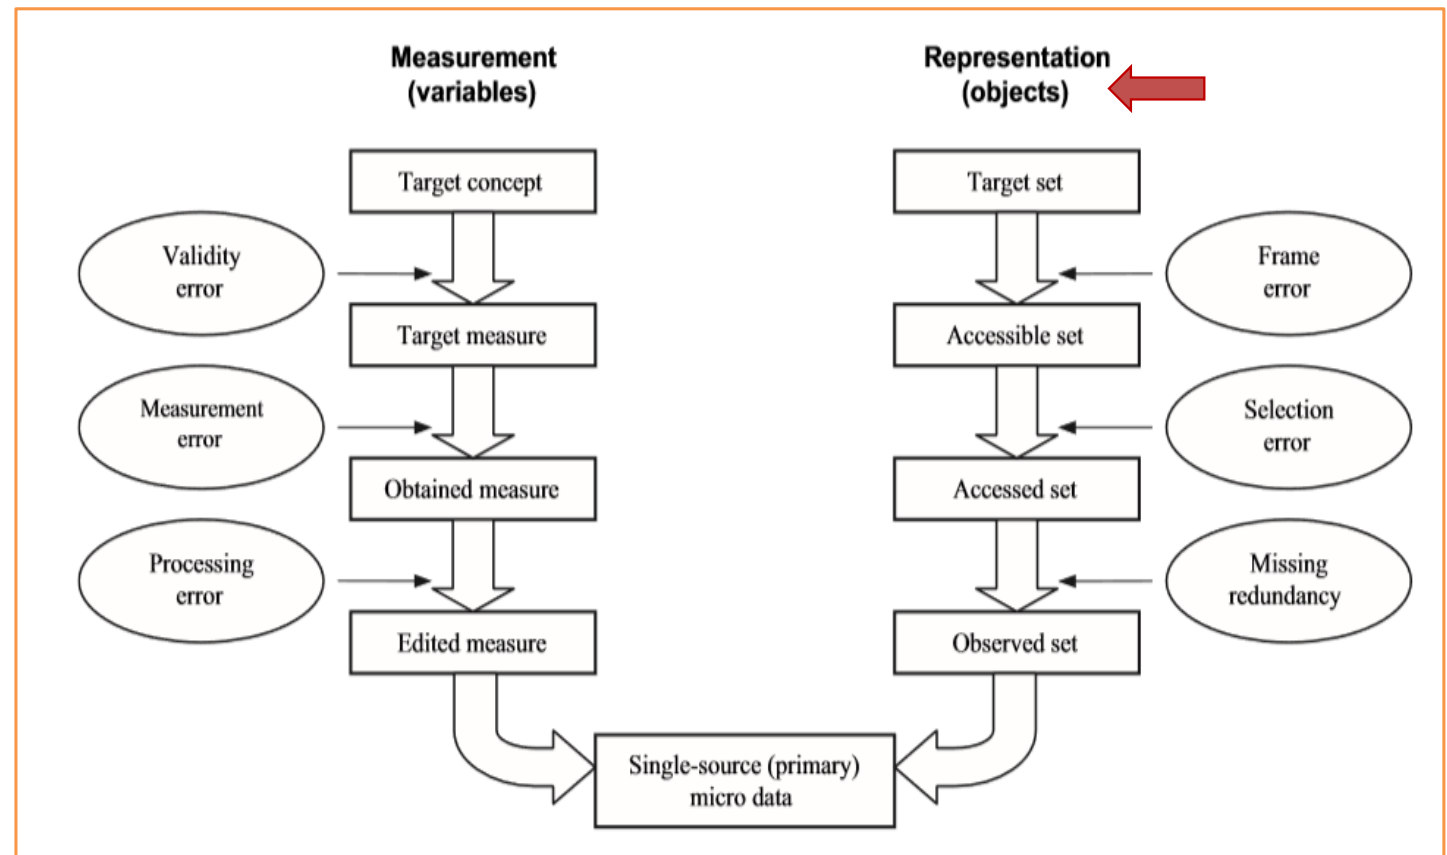 Measurement
(variables)
Representation
(objects)
Target concept
Target set
Validity
error
Frame
error
Target measure
Accessible set
Measurement
error
Selection
error
Obtained measure
Accessed set
Processing
error
Missing
redundancy
Edited measure
Observed set
Single-source (primary)
micro data